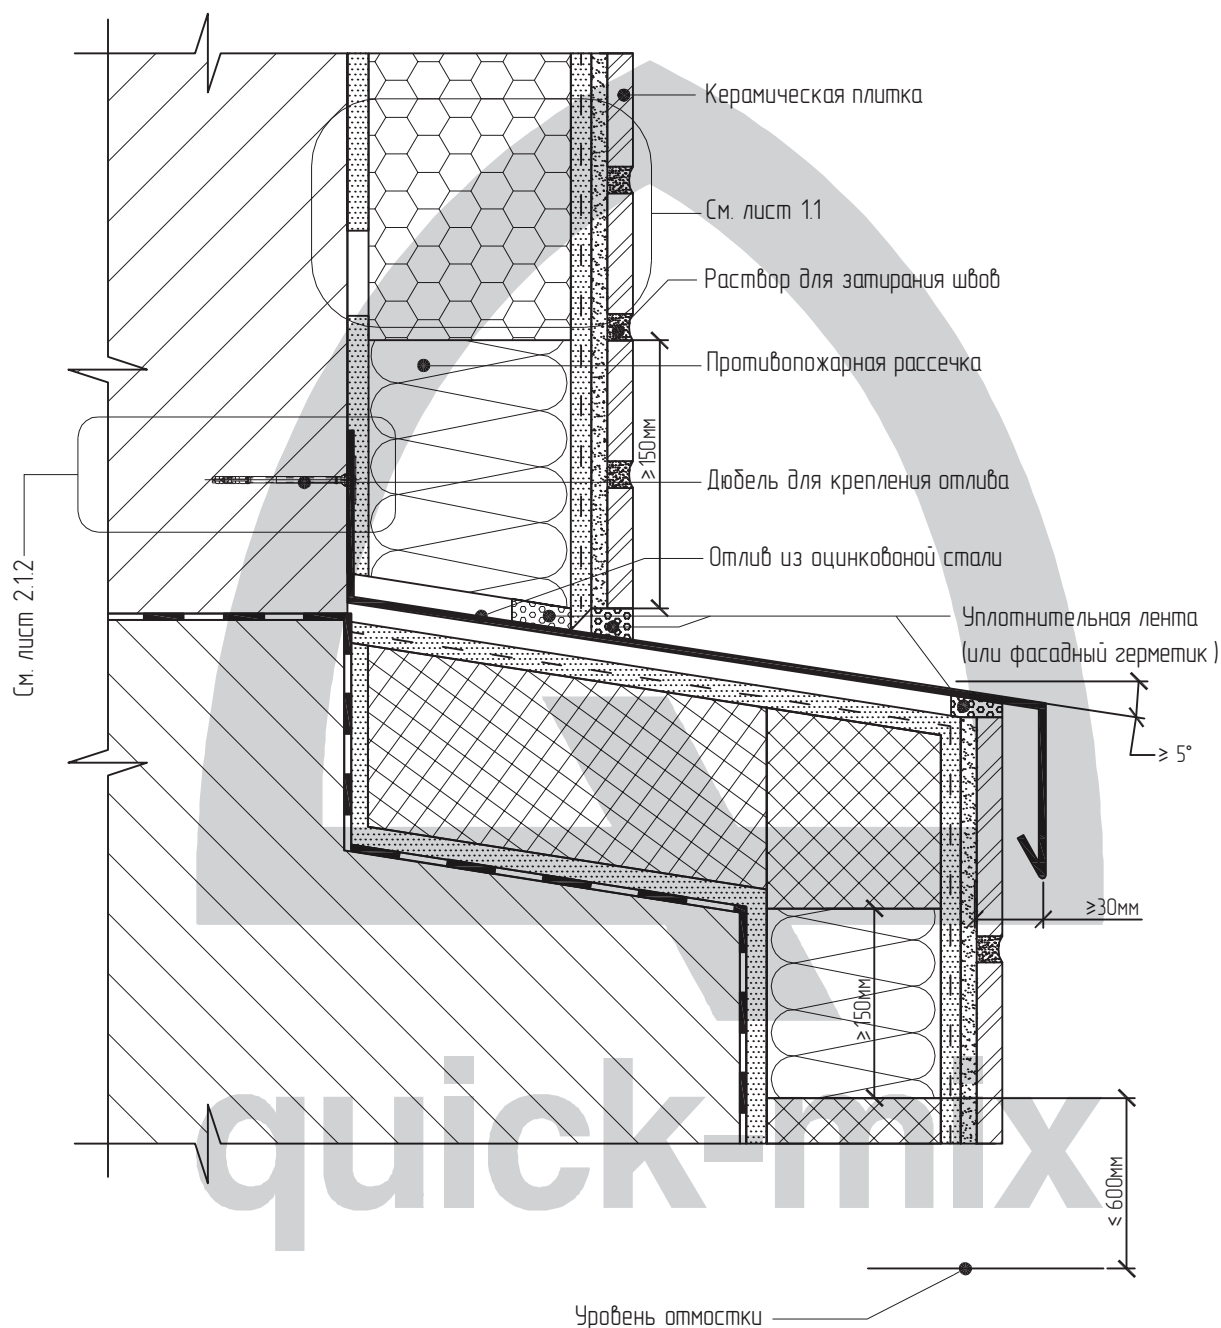 Керамическая плитка
См. лист 1.1
Раствор для затирания швов
Противопожарная рассечка
≥150мм
Дюбель для крепления отлива
Отлив из оцинковоной стали
См. лист 2.1.2
Уплотнительная лента
(или фасадный герметик)
≥ 5°
≥30мм
≥150мм
quick-mix
≤ 600мм
Уровень отмостки